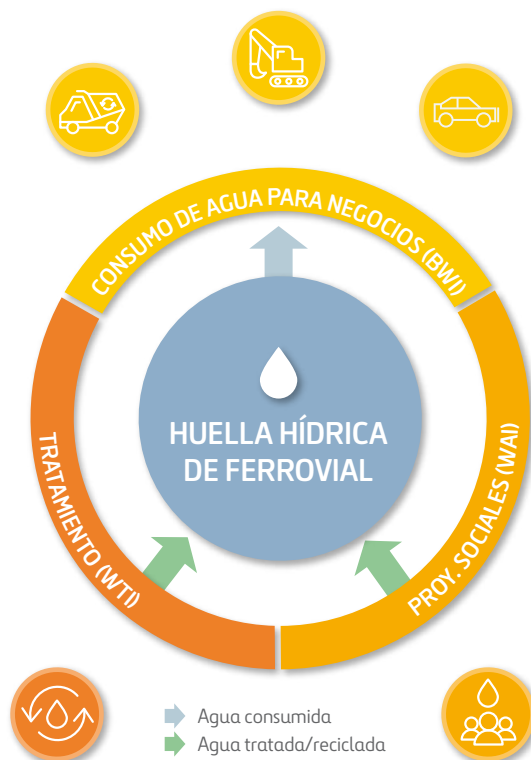 CONSUMO DE AGUA PARA NEGOCIOS (BWI)
HUELLA HÍDRICA
DE FERROVIAL
TRATAMIENTO (WTI)
PROY. SOCIALES (WAI)
Agua consumida
Agua tratada/reciclada